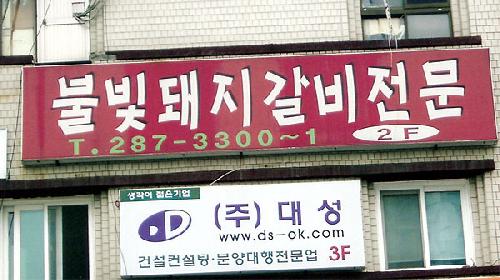 불빛돼지갈비전문
T. 287-3300~1 2F
생각이 젊은기업
(주) 대성
www.ds-ok.com
건설컨설팅·분양대행전문업 3F